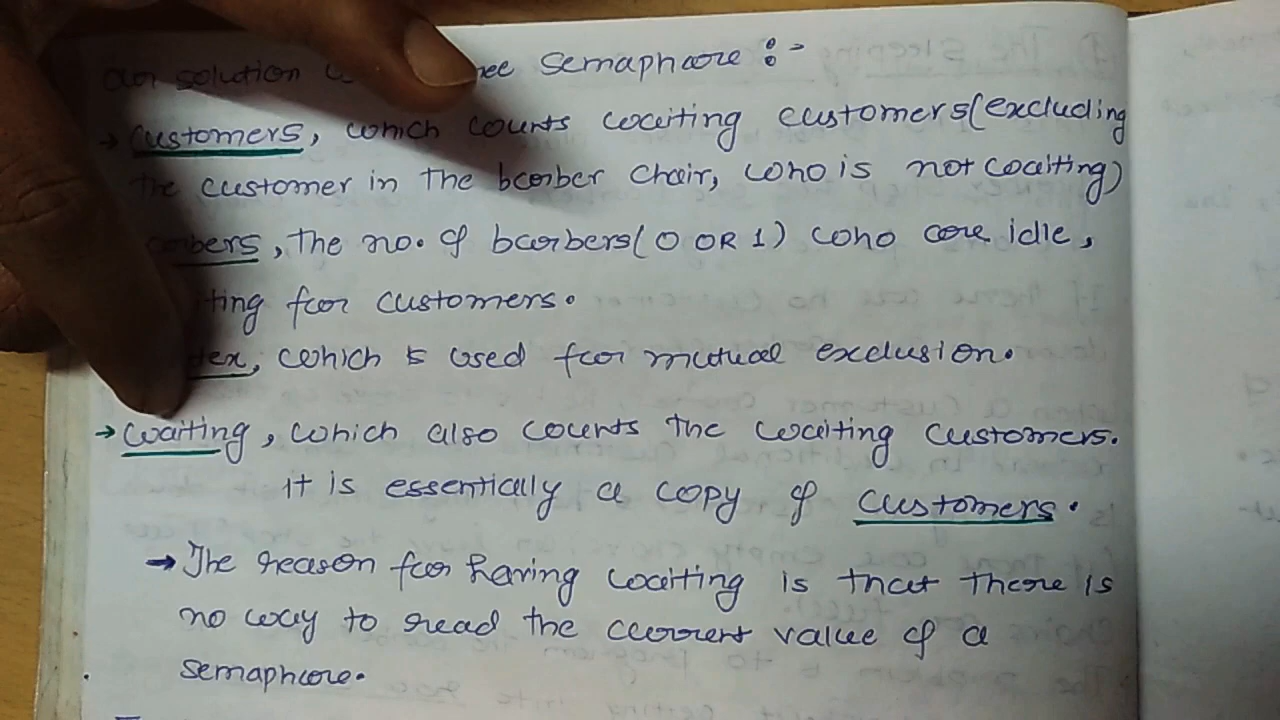 our solution semaphore :-
→ customers, which counts waiting customers (excluding
the customer in the barber chair, who is not waiting)
, the no. of barbers (0 OR 1) who are idle,
for customers.
, which is used for mutual exclusion.
→ waiting, which also counts the waiting customers.
it is essentially a copy of customers.
→ The reason for having waiting is that there is
no way to read the current value of a
semaphore.